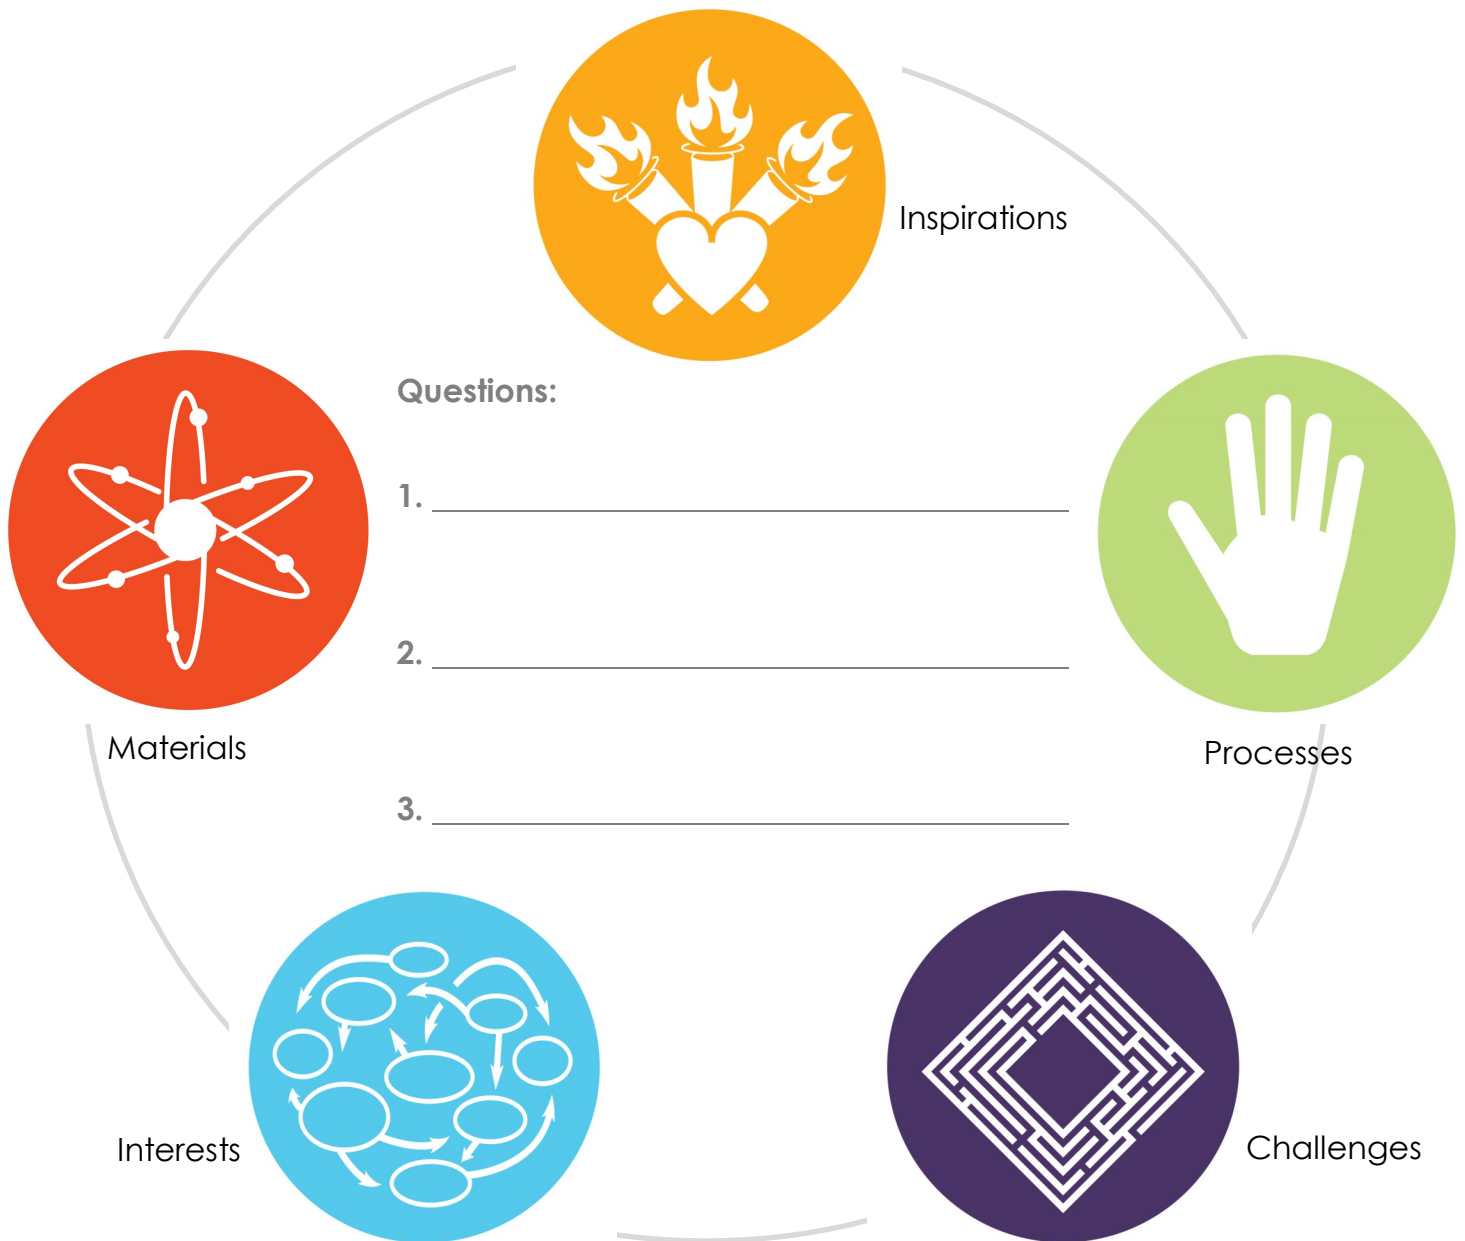 Inspirations
Questions:
1.
2.
3.
Materials
Processes
Interests
Challenges